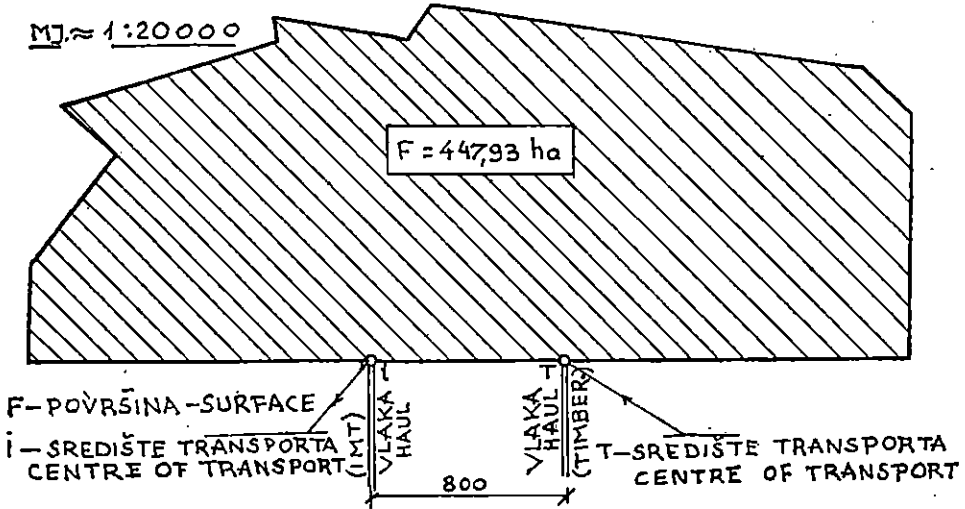 MJ.≈ 1:20000
F = 447,93 ha
F-POVRŠINA-SURFACE
i-SREDIŠTE TRANSPORTA
CENTRE OF TRANSPORT
VLAKA i
HAUL
(IMT)
VLAKA T
HAUL
(TIMBER)
T-SREDIŠTE TRANSPORTA
CENTRE OF TRANSPORT
800